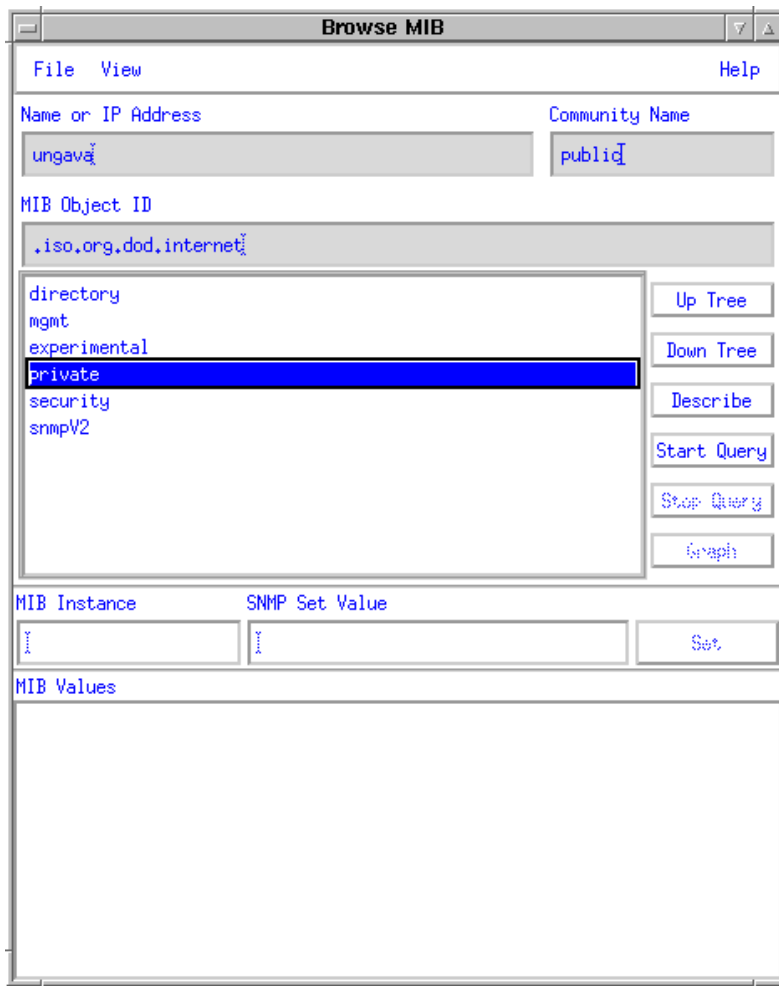 Browse MIB
File View Help
Name or IP Address Community Name
ungava public
MIB Object ID
.iso.org.dod.internet
directory
mgmt
experimental
private
security
snmpV2
Up Tree
Down Tree
Describe
Start Query
Stop Query
Graph
MIB Instance SNMP Set Value
Set
MIB Values